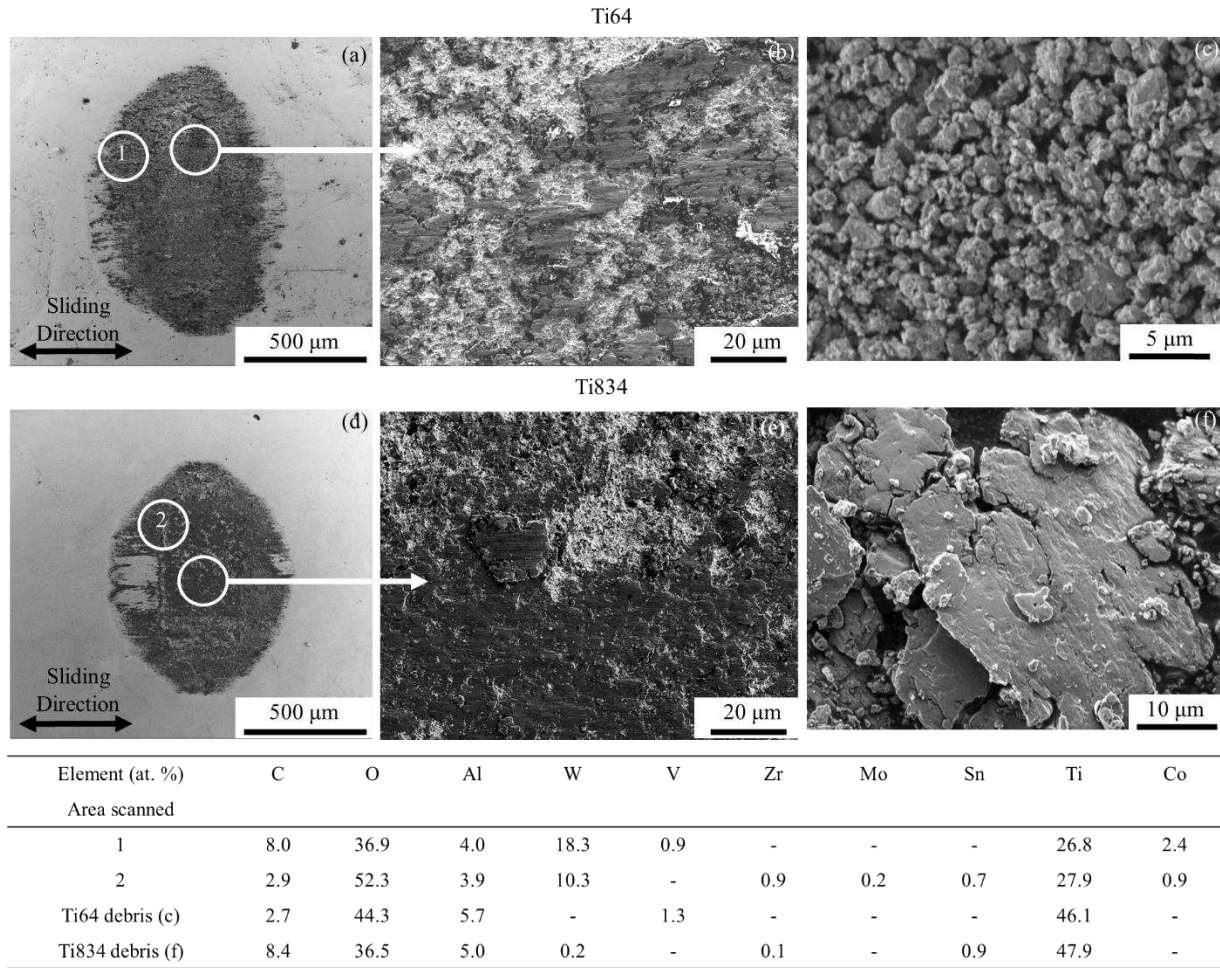 Ti64
(a)
(b)
(c)
1
Sliding
Direction
500 μm
20 μm
5 μm
Ti834
(d)
(e)
(f)
2
Sliding
Direction
500 μm
20 μm
10 μm
Element (at. %) C O Al W V Zr Mo Sn Ti Co
Area scanned
1 8.0 36.9 4.0 18.3 0.9 - - - 26.8 2.4
2 2.9 52.3 3.9 10.3 - 0.9 0.2 0.7 27.9 0.9
Ti64 debris (c) 2.7 44.3 5.7 - 1.3 - - - 46.1 -
Ti834 debris (f) 8.4 36.5 5.0 0.2 - 0.1 - 0.9 47.9 -